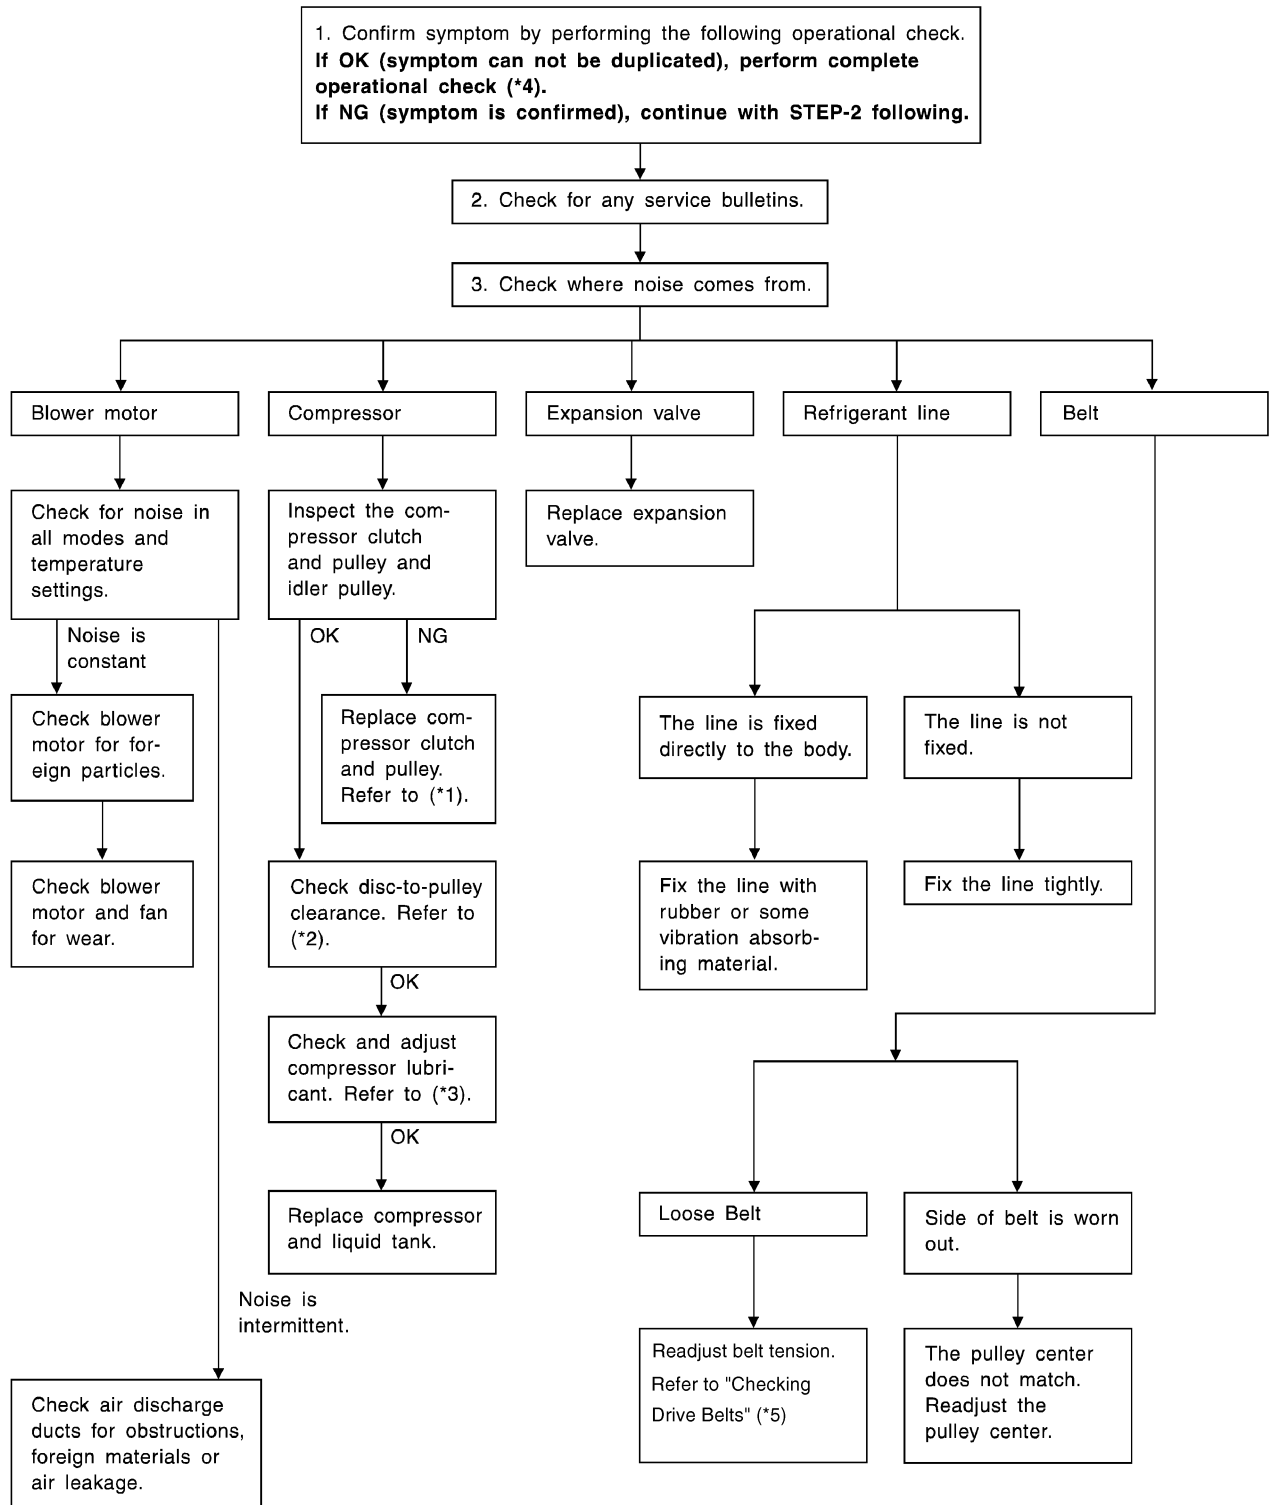 1. Confirm symptom by performing the following operational check.
If OK (symptom can not be duplicated), perform complete
operational check (*4).
If NG (symptom is confirmed), continue with STEP-2 following.
2. Check for any service bulletins.
3. Check where noise comes from.
Blower motor
Compressor
Expansion valve
Refrigerant line
Belt
Check for noise in
all modes and
temperature
settings.
Inspect the com-
pressor clutch
and pulley and
idler pulley.
Replace expansion
valve.
Noise is
constant
OK
NG
Check blower
motor for for-
eign particles.
Replace com-
pressor clutch
and pulley.
Refer to (*1).
The line is fixed
directly to the body.
The line is not
fixed.
Check blower
motor and fan
for wear.
Check disc-to-pulley
clearance. Refer to
(*2).
Fix the line with
rubber or some
vibration absorb-
ing material.
Fix the line tightly.
OK
Check and adjust
compressor lubri-
cant. Refer to (*3).
OK
Replace compressor
and liquid tank.
Loose Belt
Side of belt is worn
out.
Noise is
intermittent.
Readjust belt tension.
Refer to "Checking
Drive Belts" (*5)
The pulley center
does not match.
Readjust the
pulley center.
Check air discharge
ducts for obstructions,
foreign materials or
air leakage.